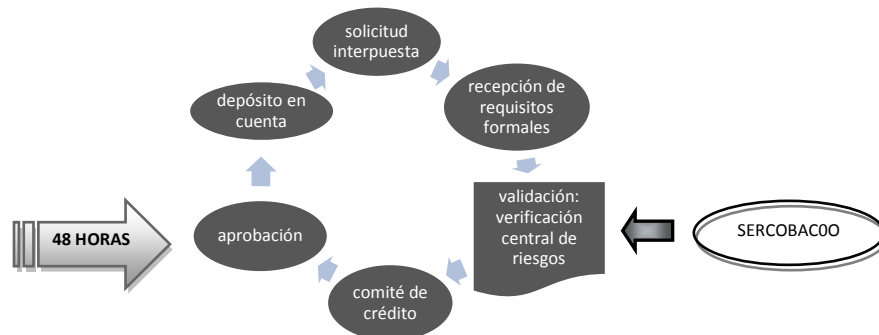 solicitud
interpuesta
recepción de
requisitos
formales
validación:
verificación
central de
riesgos
SERCOBAC0O
comité de
crédito
aprobación
48 HORAS
depósito en
cuenta